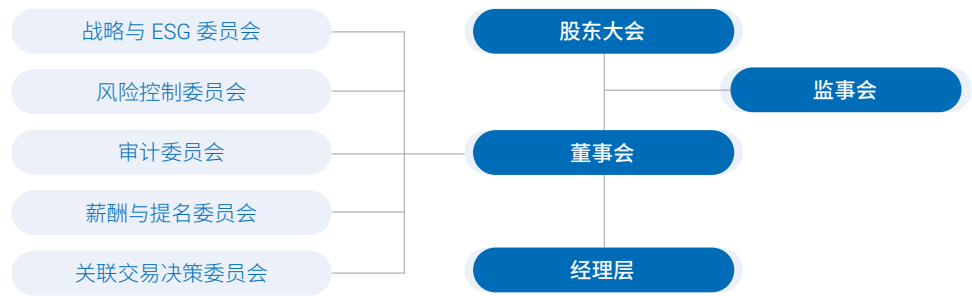 战略与 ESG 委员会
风险控制委员会
审计委员会
薪酬与提名委员会
关联交易决策委员会
股东大会
监事会
董事会
经理层